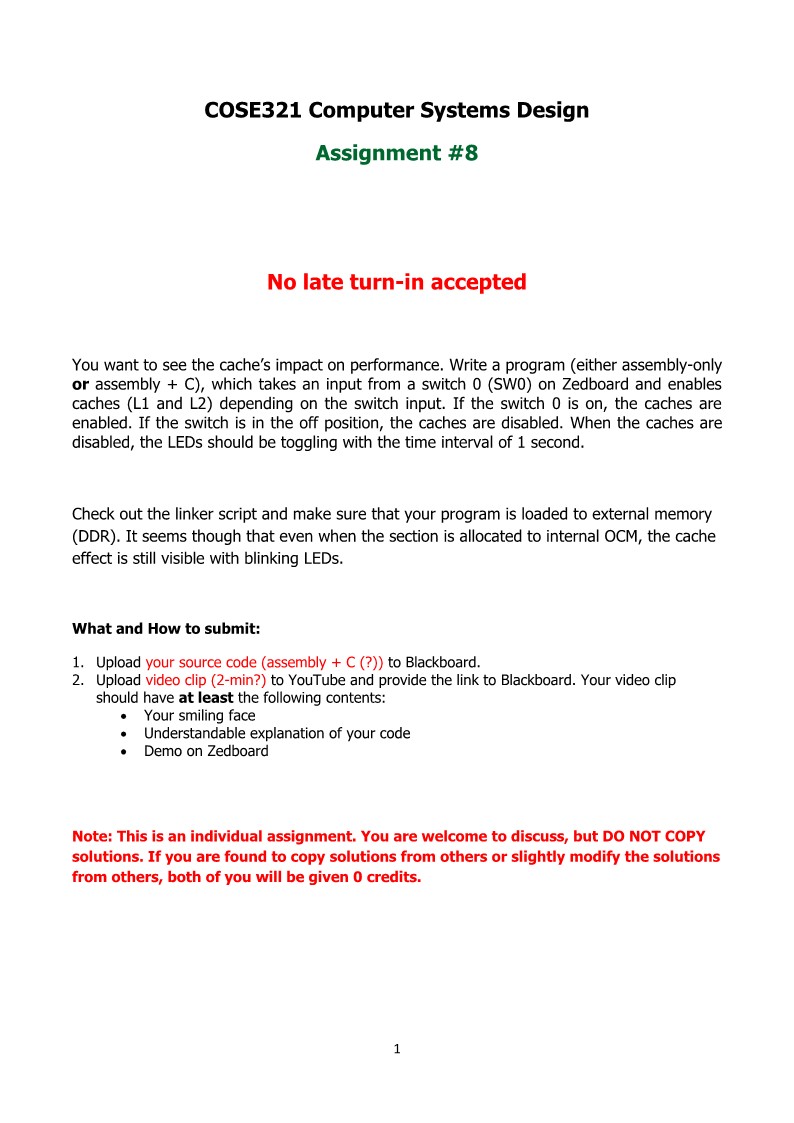 COSE321 Computer Systems Design
Assignment #8
No late turn-in accepted
You want to see the cache’s impact on performance. Write a program (either assembly-only
or assembly + C), which takes an input from a switch 0 (SW0) on Zedboard and enables
caches (L1 and L2) depending on the switch input. If the switch 0 is on, the caches are
enabled. If the switch is in the off position, the caches are disabled. When the caches are
disabled, the LEDs should be toggling with the time interval of 1 second.
Check out the linker script and make sure that your program is loaded to external memory
(DDR). It seems though that even when the section is allocated to internal OCM, the cache
effect is still visible with blinking LEDs.
What and How to submit:
1. Upload your source code (assembly + C (?)) to Blackboard.
2. Upload video clip (2-min?) to YouTube and provide the link to Blackboard. Your video clip
should have at least the following contents:
• Your smiling face
• Understandable explanation of your code
• Demo on Zedboard
Note: This is an individual assignment. You are welcome to discuss, but DO NOT COPY
solutions. If you are found to copy solutions from others or slightly modify the solutions
from others, both of you will be given 0 credits.
1